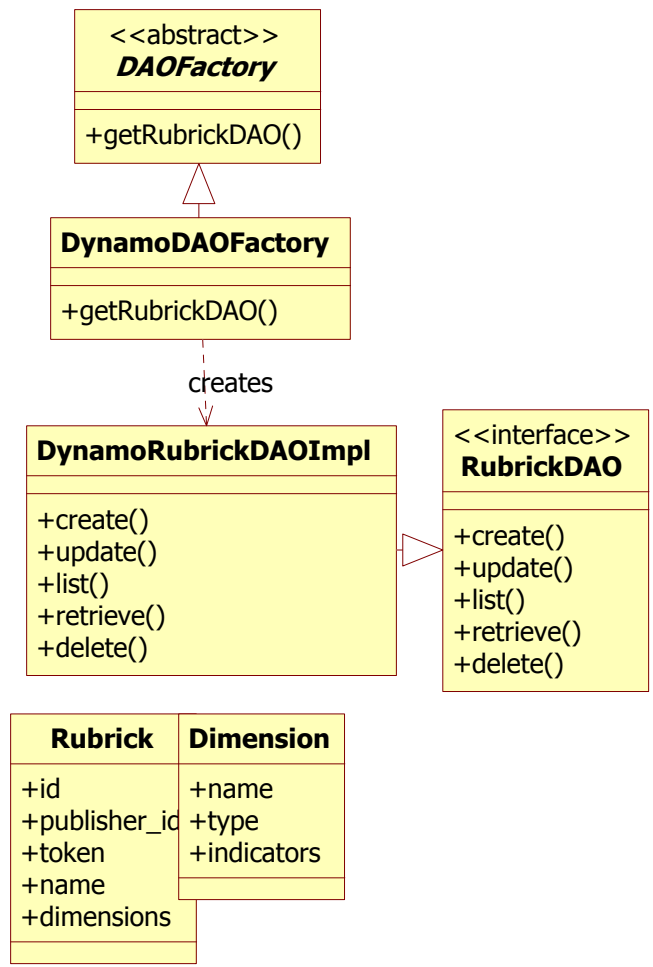 <<abstract>>
DAOFactory
+getRubrickDAO()
DynamoDAOFactory
+getRubrickDAO()
creates
DynamoRubrickDAOImpl
+create()
+update()
+list()
+retrieve()
+delete()
<<interface>>
RubrickDAO
+create()
+update()
+list()
+retrieve()
+delete()
Rubrick
+id
+publisher_id
+token
+name
+dimensions
Dimension
+name
+type
+indicators